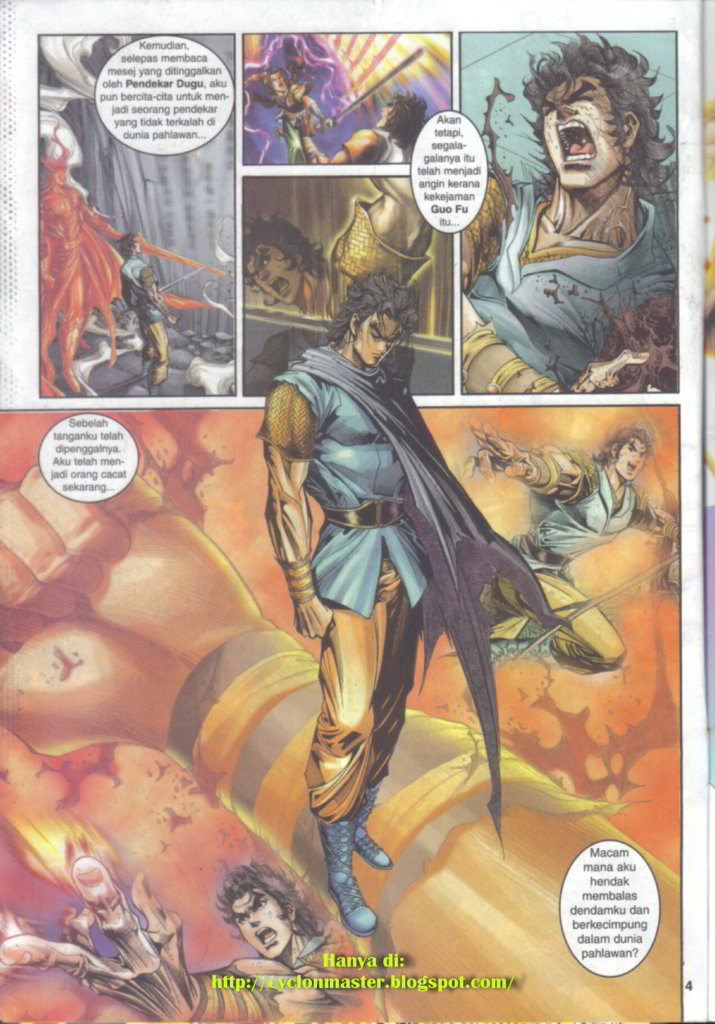 Kemudian,
selepas membaca
mesej yang ditinggalkan
oleh Pendekar Dugu, aku
pun bercita-cita untuk men-
jadi seorang pendekar
yang tidak terkalah di
dunia pahlawan...
Akan
tetapi,
segala-
galanya itu
telah menjadi
angin kerana
kekejaman
Guo Fu
itu...
Sebelah
tanganku telah
dipenggalnya.
Aku telah men-
jadi orang cacat
sekarang...
Macam
mana aku
hendak
membalas
dendamku dan
berkecimpung
dalam dunia
pahlawan?
Hanya di:
http://cyclonmaster.blogspot.com/
4